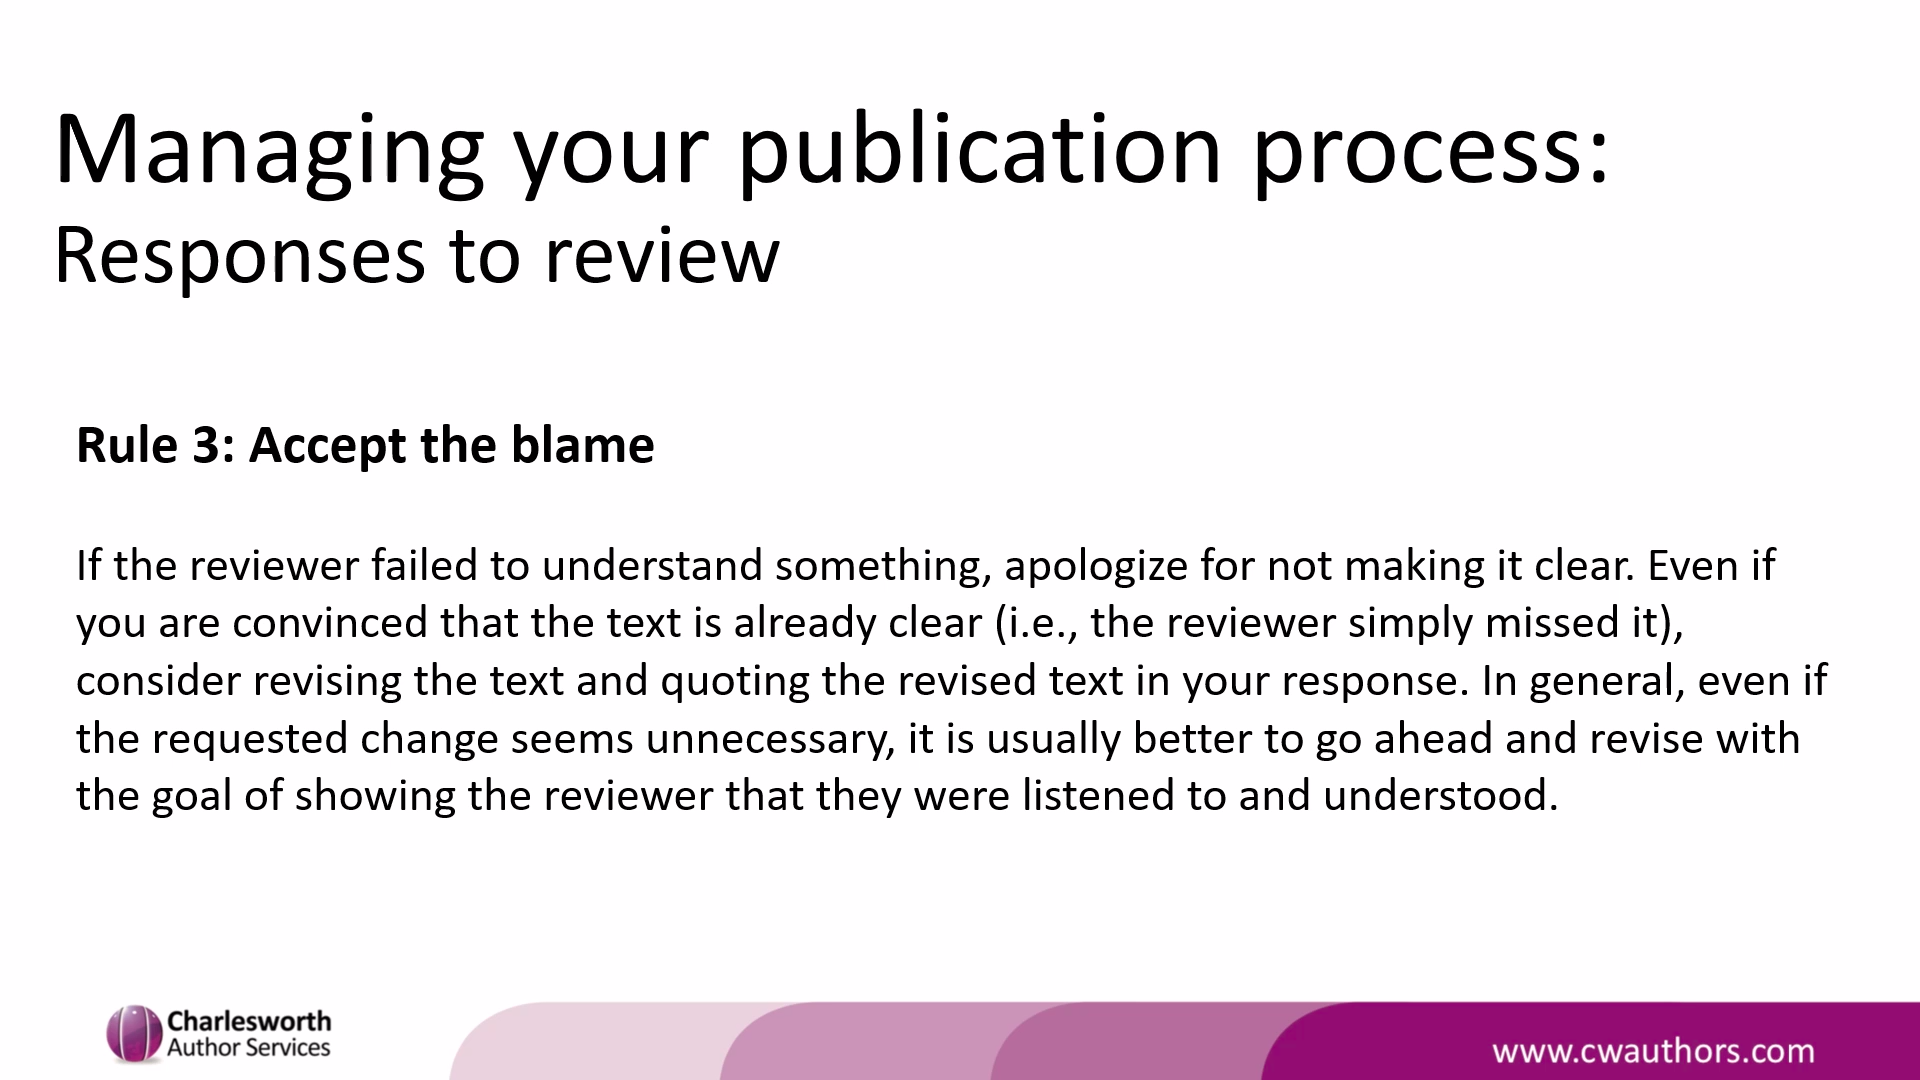 Managing your publication process:
Responses to review
Rule 3: Accept the blame
If the reviewer failed to understand something, apologize for not making it clear. Even if
you are convinced that the text is already clear (i.e., the reviewer simply missed it),
consider revising the text and quoting the revised text in your response. In general, even if
the requested change seems unnecessary, it is usually better to go ahead and revise with
the goal of showing the reviewer that they were listened to and understood.
Charlesworth
Author Services
www.cwauthors.com